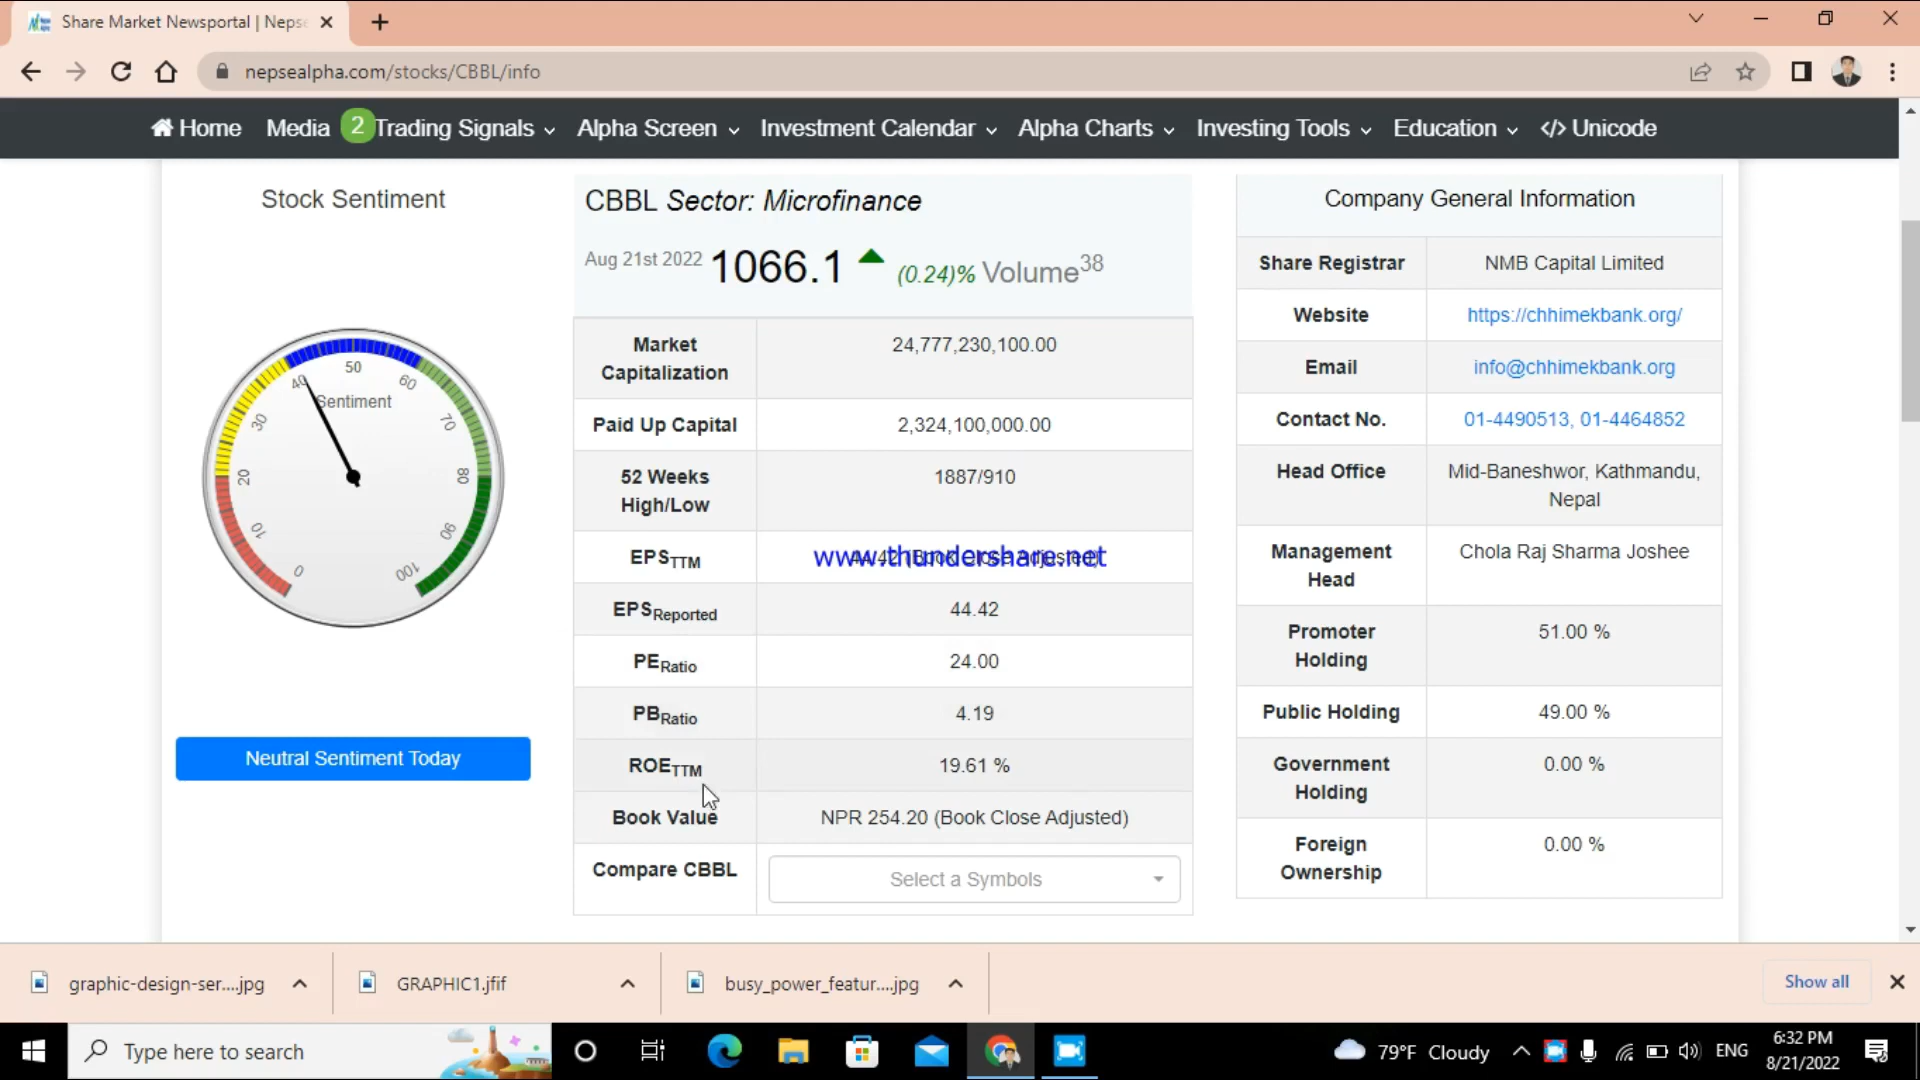 Share Market Newsportal | Nepse
nepsealpha.com/stocks/CBBL/info
Home Media 2 Trading Signals Alpha Screen Investment Calendar Alpha Charts Investing Tools Education </> Unicode
Stock Sentiment
0 10 20 30 40 50 60 70 80 90 100
Sentiment
Neutral Sentiment Today
CBBL Sector: Microfinance
Aug 21st 2022 1066.1 (0.24)% Volume38
Market Capitalization 24,777,230,100.00
Paid Up Capital 2,324,100,000.00
52 Weeks High/Low 1887/910
EPSTTM
www.thundershare.net
EPSReported 44.42
PERatio 24.00
PBRatio 4.19
ROETTM 19.61 %
Book Value NPR 254.20 (Book Close Adjusted)
Compare CBBL Select a Symbols
Company General Information
Share Registrar NMB Capital Limited
Website https://chhimekbank.org/
Email info@chhimekbank.org
Contact No. 01-4490513, 01-4464852
Head Office Mid-Baneshwor, Kathmandu, Nepal
Management Head Chola Raj Sharma Joshee
Promoter Holding 51.00 %
Public Holding 49.00 %
Government Holding 0.00 %
Foreign Ownership 0.00 %
graphic-design-ser....jpg GRAPHIC1.jfif busy_power_featur....jpg Show all
Type here to search 79°F Cloudy ENG 6:32 PM
8/21/2022